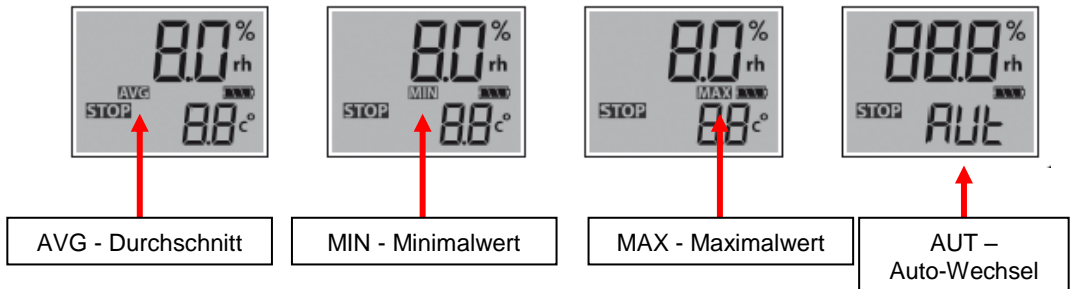 8.0 %
rh
AVG
STOP
8.8 c°
8.0 %
rh
MIN
STOP
8.8 c°
8.0 %
rh
MAX
STOP
8.8 c°
88.8 %
rh
STOP
AUt
AVG - Durchschnitt
MIN - Minimalwert
MAX - Maximalwert
AUT –
Auto-Wechsel